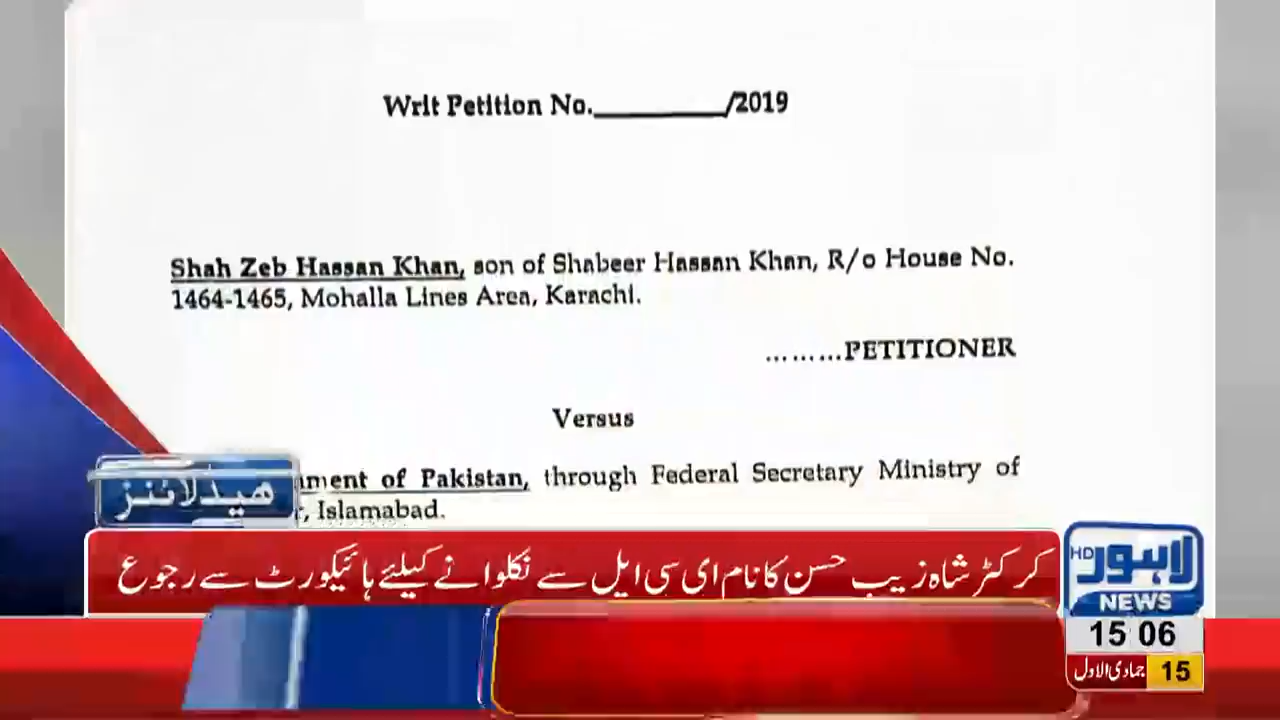 Writ Petition No.__________/2019
Shah Zeb Hassan Khan, son of Shabeer Hassan Khan, R/o House No.
1464-1465, Mohalla Lines Area, Karachi.
.........PETITIONER
Versus
nment of Pakistan, through Federal Secretary Ministry of
r, Islamabad.
ہیڈلائنز
کرکٹر شاہ زیب حسن کا نام ای سی ایل سے نکلوانے کیلئے ہائیکورٹ سے رجوع
لاہور HD
NEWS
15 06
15 جمادی الاول